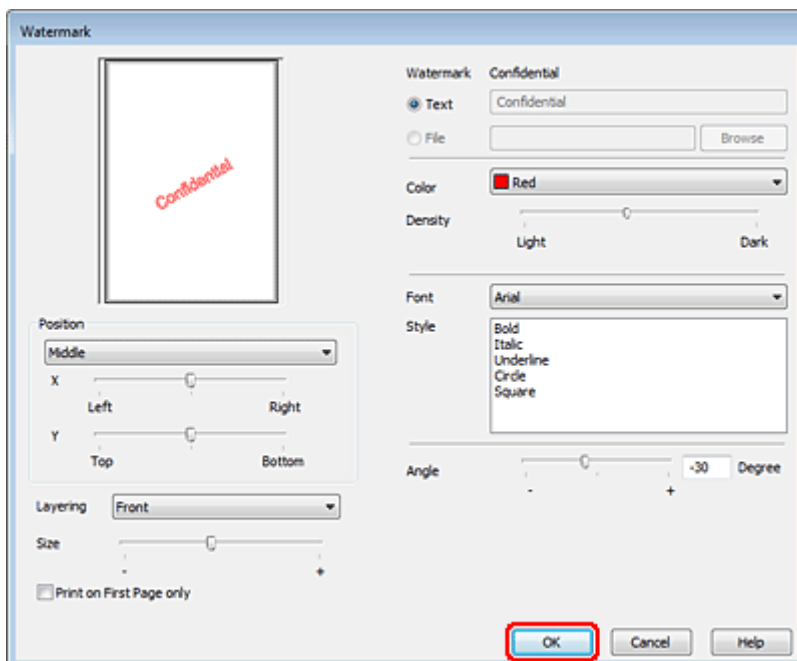 Watermark
Confidential
Position
Middle
X
Left Right
Y
Top Bottom
Layering Front
Size
- +
Print on First Page only
Watermark Confidential
Text Confidential
File Browse
Color Red
Density
Light Dark
Font Arial
Style Bold
Italic
Underline
Circle
Square
Angle -30 Degree
- +
OK Cancel Help